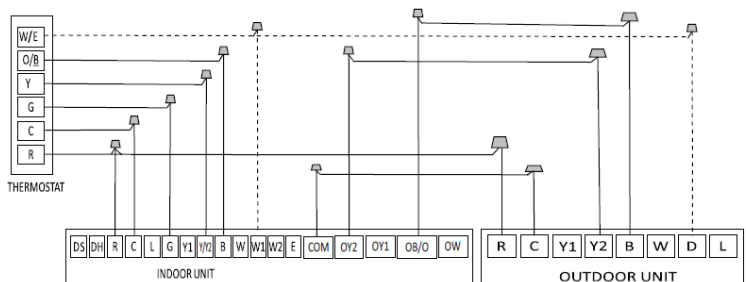 W/E
O/B
Y
G
C
R
THERMOSTAT
DS DH R C L G Y1 Y/Y2 B W W1 W2 E COM OY2 OY1 OB/O OW
INDOOR UNIT
R C Y1 Y2 B W D L
OUTDOOR UNIT